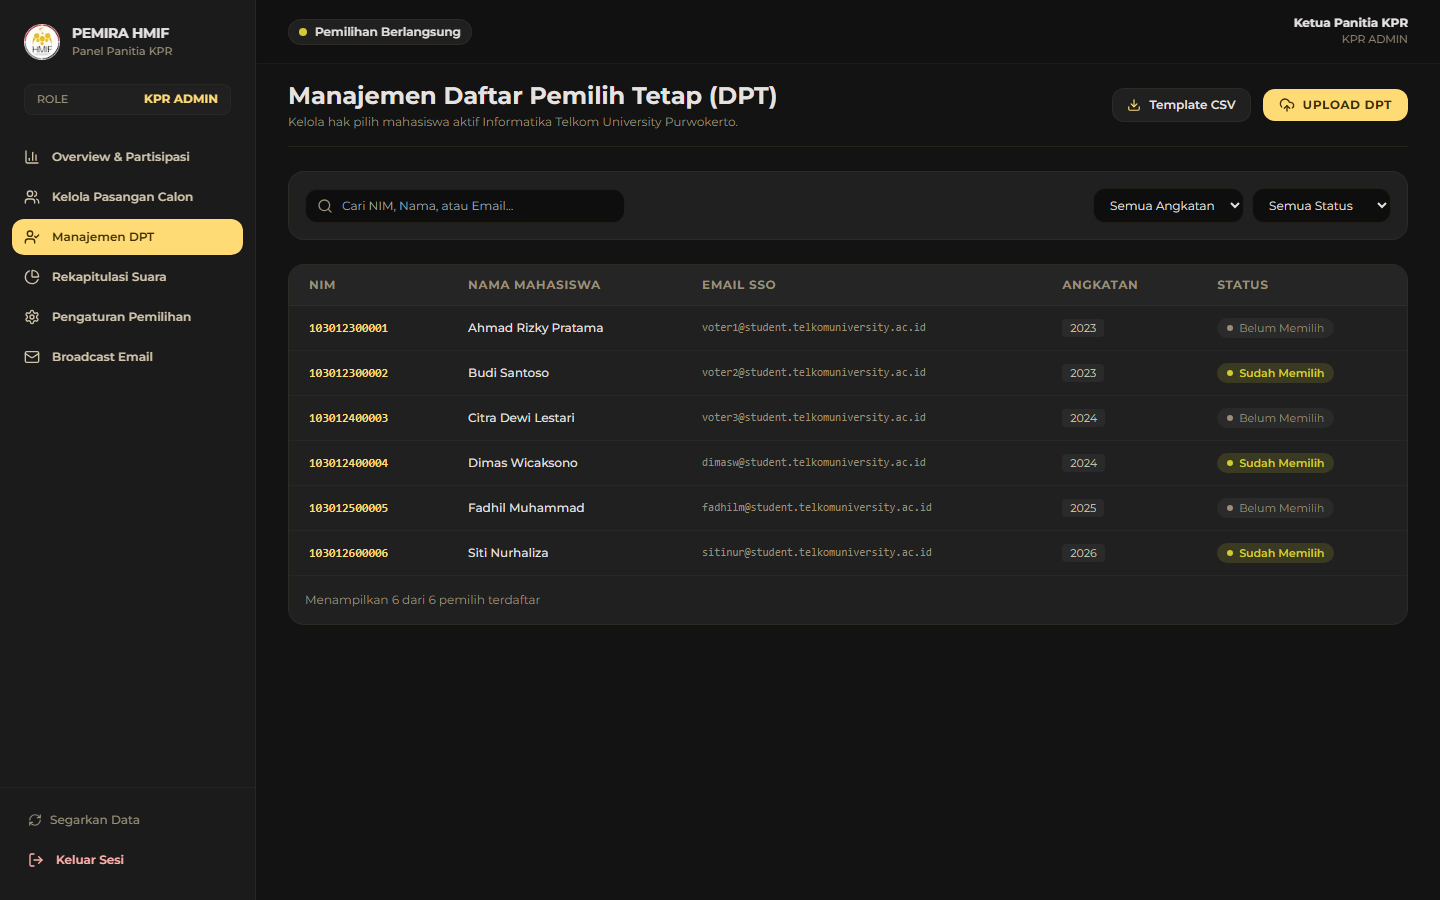 HMIF
PEMIRA HMIF
Panel Panitia KPR
ROLE KPR ADMIN
Overview & Partisipasi
Kelola Pasangan Calon
Manajemen DPT
Rekapitulasi Suara
Pengaturan Pemilihan
Broadcast Email
Segarkan Data
Keluar Sesi
Pemilihan Berlangsung
Ketua Panitia KPR
KPR ADMIN
Manajemen Daftar Pemilih Tetap (DPT)
Kelola hak pilih mahasiswa aktif Informatika Telkom University Purwokerto.
Template CSV
UPLOAD DPT
Cari NIM, Nama, atau Email...
Semua Angkatan
Semua Status
NIM NAMA MAHASISWA EMAIL SSO ANGKATAN STATUS
103012300001 Ahmad Rizky Pratama voter1@student.telkomuniversity.ac.id 2023 Belum Memilih
103012300002 Budi Santoso voter2@student.telkomuniversity.ac.id 2023 Sudah Memilih
103012400003 Citra Dewi Lestari voter3@student.telkomuniversity.ac.id 2024 Belum Memilih
103012400004 Dimas Wicaksono dimasw@student.telkomuniversity.ac.id 2024 Sudah Memilih
103012500005 Fadhil Muhammad fadhilm@student.telkomuniversity.ac.id 2025 Belum Memilih
103012600006 Siti Nurhaliza sitinur@student.telkomuniversity.ac.id 2026 Sudah Memilih
Menampilkan 6 dari 6 pemilih terdaftar